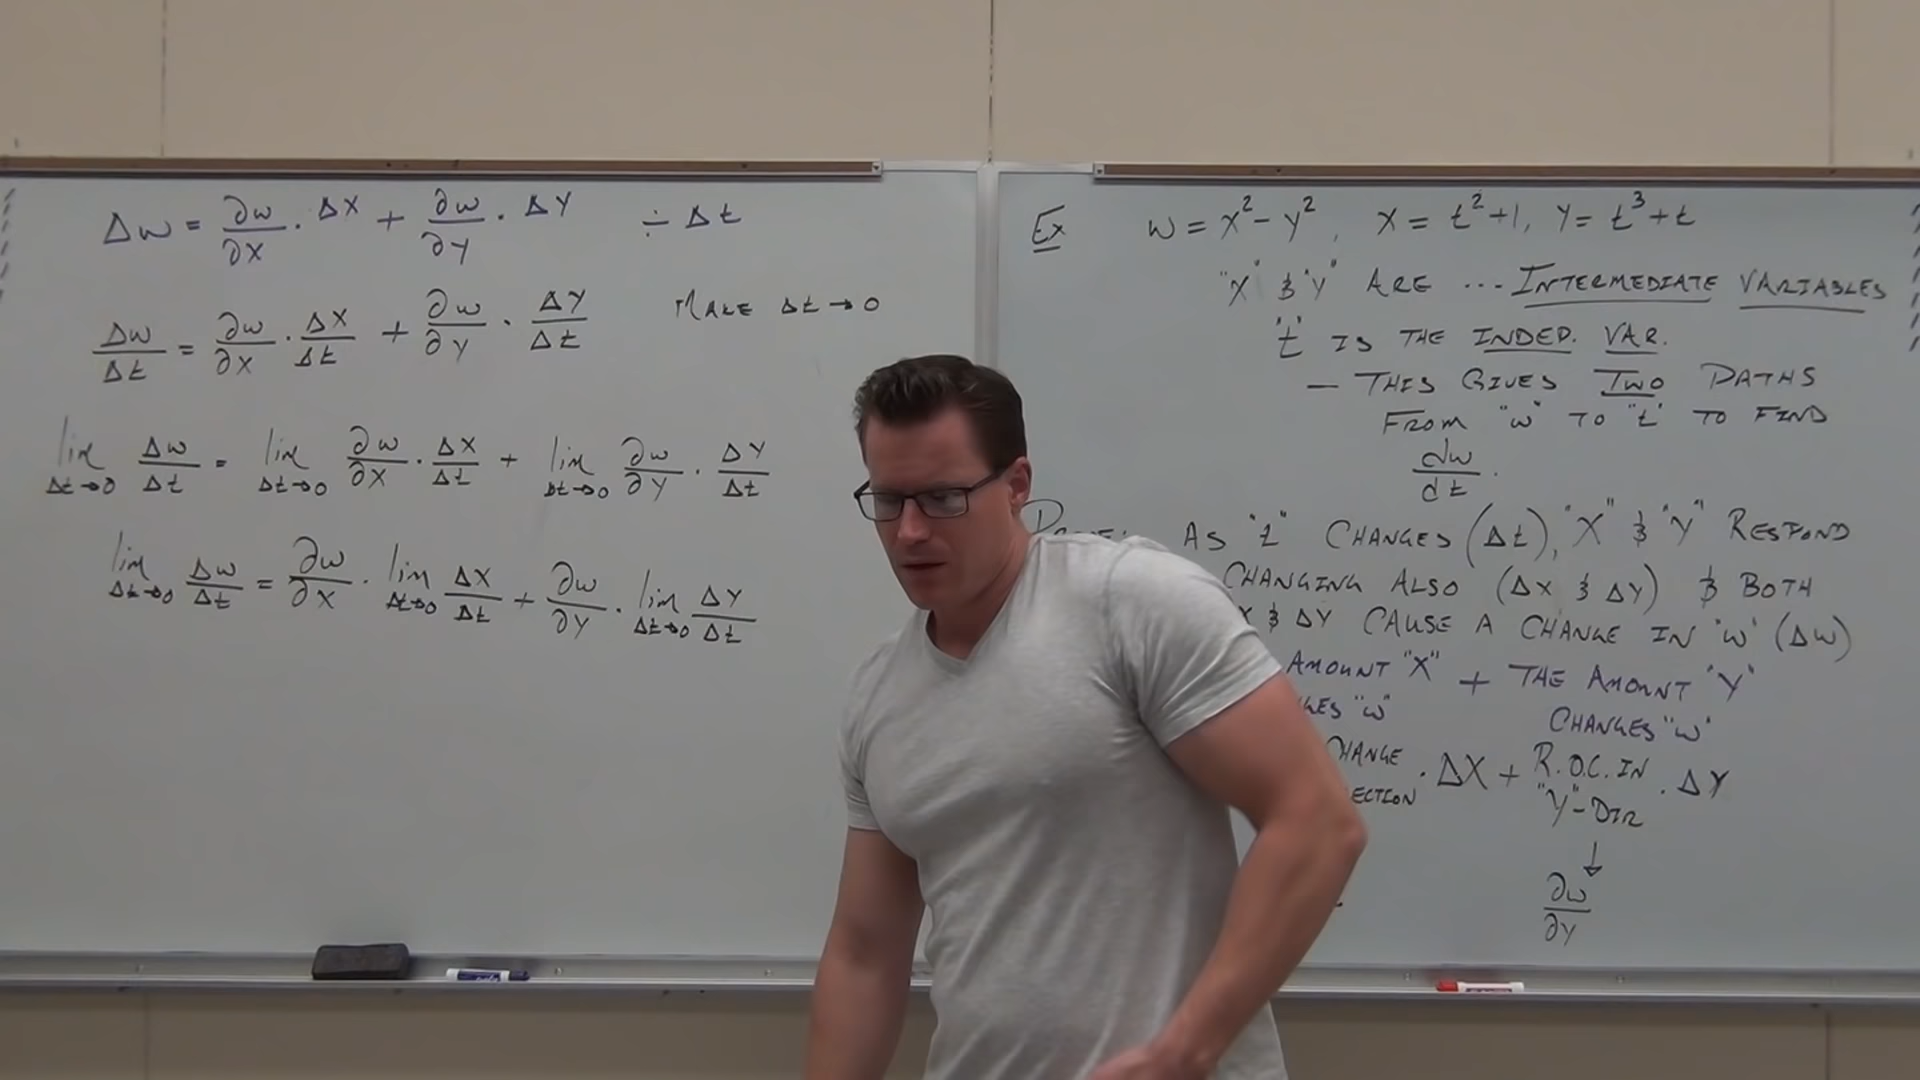 Δw = ∂w/∂x · Δx + ∂w/∂y · Δy ÷ Δt
Δw/Δt = ∂w/∂x · Δx/Δt + ∂w/∂y · Δy/Δt MAKE Δt → 0
lim Δt→0 Δw/Δt = lim Δt→0 ∂w/∂x · Δx/Δt + lim Δt→0 ∂w/∂y · Δy/Δt
lim Δt→0 Δw/Δt = ∂w/∂x · lim Δt→0 Δx/Δt + ∂w/∂y · lim Δt→0 Δy/Δt
Ex w = x² - y², x = t² + 1, y = t³ + t
"X" & "Y" ARE ... INTERMEDIATE VARIABLES
"t" IS THE INDEP. VAR.
— THIS GIVES TWO PATHS
FROM "w" TO "t" TO FIND
dw/dt.
AS "t" CHANGES (Δt), "X" & "Y" RESPOND
CHANGING ALSO (Δx & Δy) & BOTH
& Δy CAUSE A CHANGE IN "w" (Δw)
AMOUNT "X" + THE AMOUNT "Y"
"w" CHANGES "w"
· Δx + R.O.C. IN · Δy
"Y"-DIR
↓
∂w/∂y